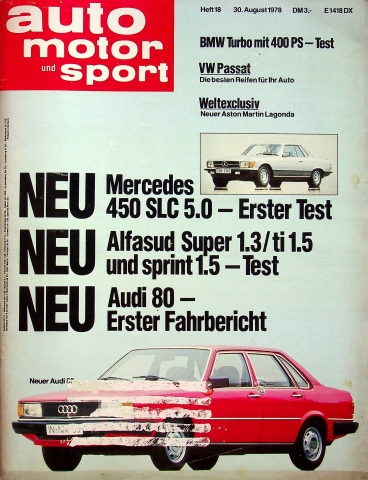 auto
motor
und sport
Heft 18 30. August 1978 DM 3.- E 1418 DX
BMW Turbo mit 400 PS – Test
VW Passat
Die besten Reifen für Ihr Auto
Weltexclusiv
Neuer Aston Martin Lagonda
NEU Mercedes
450 SLC 5.0 – Erster Test
NEU Alfasud Super 1.3/ti 1.5
und sprint 1.5 – Test
NEU Audi 80 –
Erster Fahrbericht
Neuer Audi